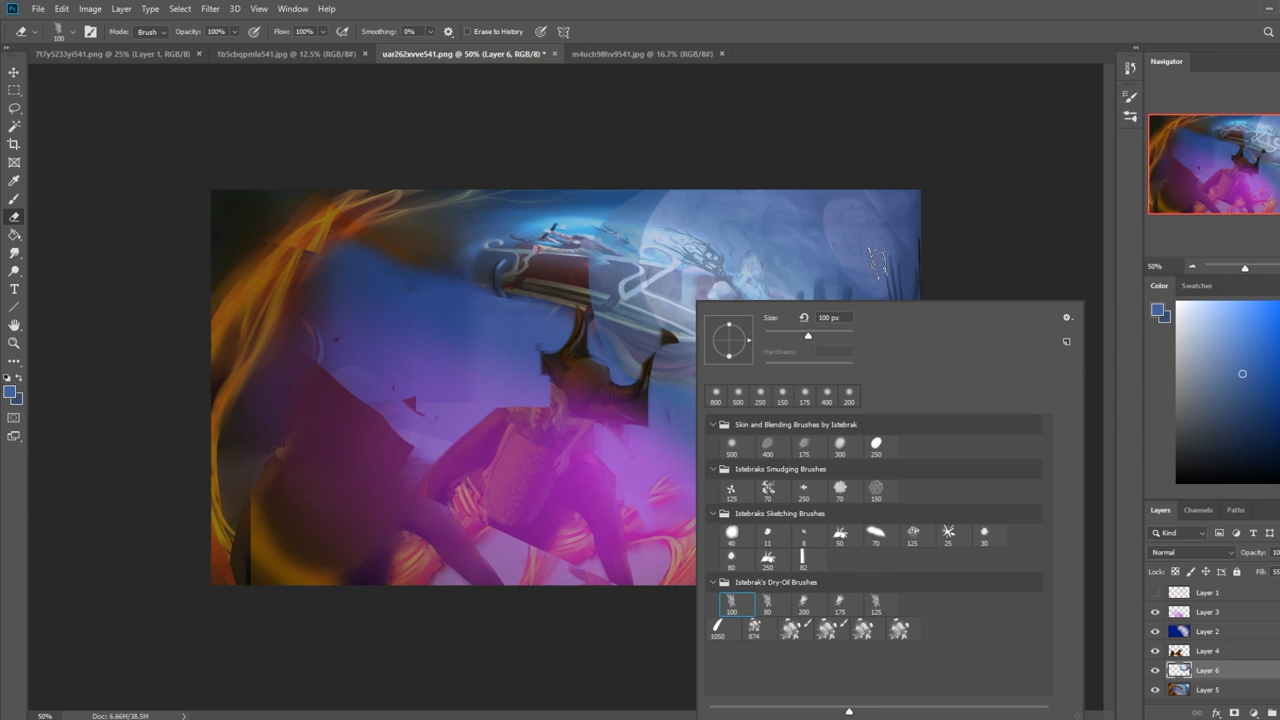 File Edit Image Layer Type Select Filter 3D View Window Help
100 Mode: Brush Opacity: 100% Flow: 100% Smoothing: 0% Erase to History
7t7y5233yi541.png @ 25% (Layer 1, RGB/8) 1b5cbqpmla541.jpg @ 12.5% (RGB/8#) uar262xvve541.png @ 50% (Layer 6, RGB/8) * m4uch98hv9541.jpg @ 16.7% (RGB/8#)
Navigator
50%
Color Swatches
Size: 100 px
Hardness:
800 500 250 150 175 400 200
Skin and Blending Brushes by Istebrak
500 400 175 300 250
Istebraks Smudging Brushes
125 70 250 70 150
Istebraks Sketching Brushes
40 11 8 50 70 125 25 30
80 250 82
Istebrak's Dry-Oil Brushes
100 80 200 175 125
1050 874
Layers Channels Paths
Kind
Normal Opacity: 10
Lock: Fill: 55
Layer 1
Layer 3
Layer 2
Layer 4
Layer 6
Layer 5
50% Doc: 6.66M/38.5M